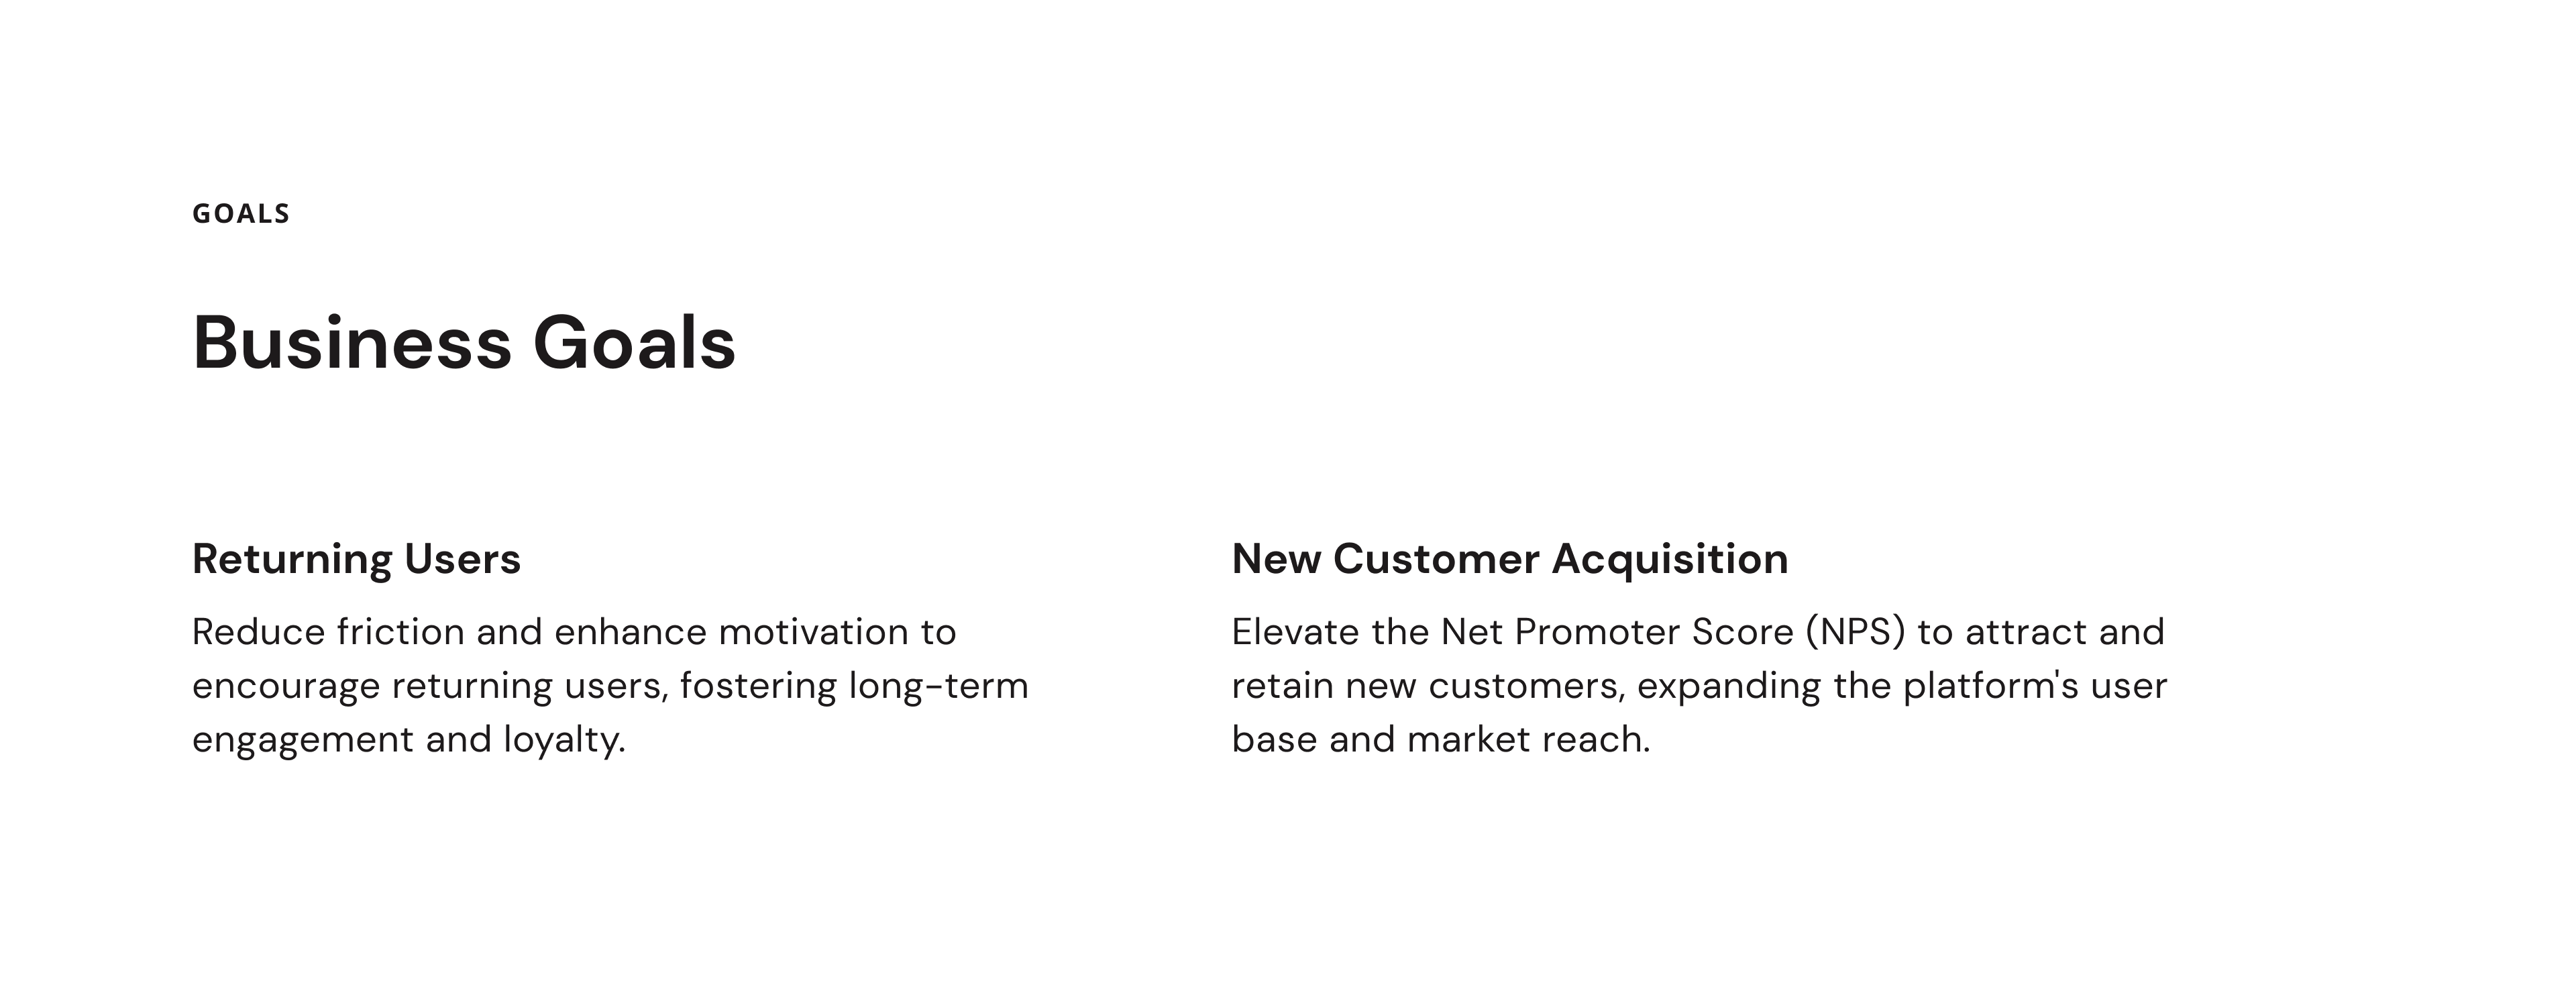 GOALS
Business Goals
Returning Users
Reduce friction and enhance motivation to
encourage returning users, fostering long-term
engagement and loyalty.
New Customer Acquisition
Elevate the Net Promoter Score (NPS) to attract and
retain new customers, expanding the platform's user
base and market reach.